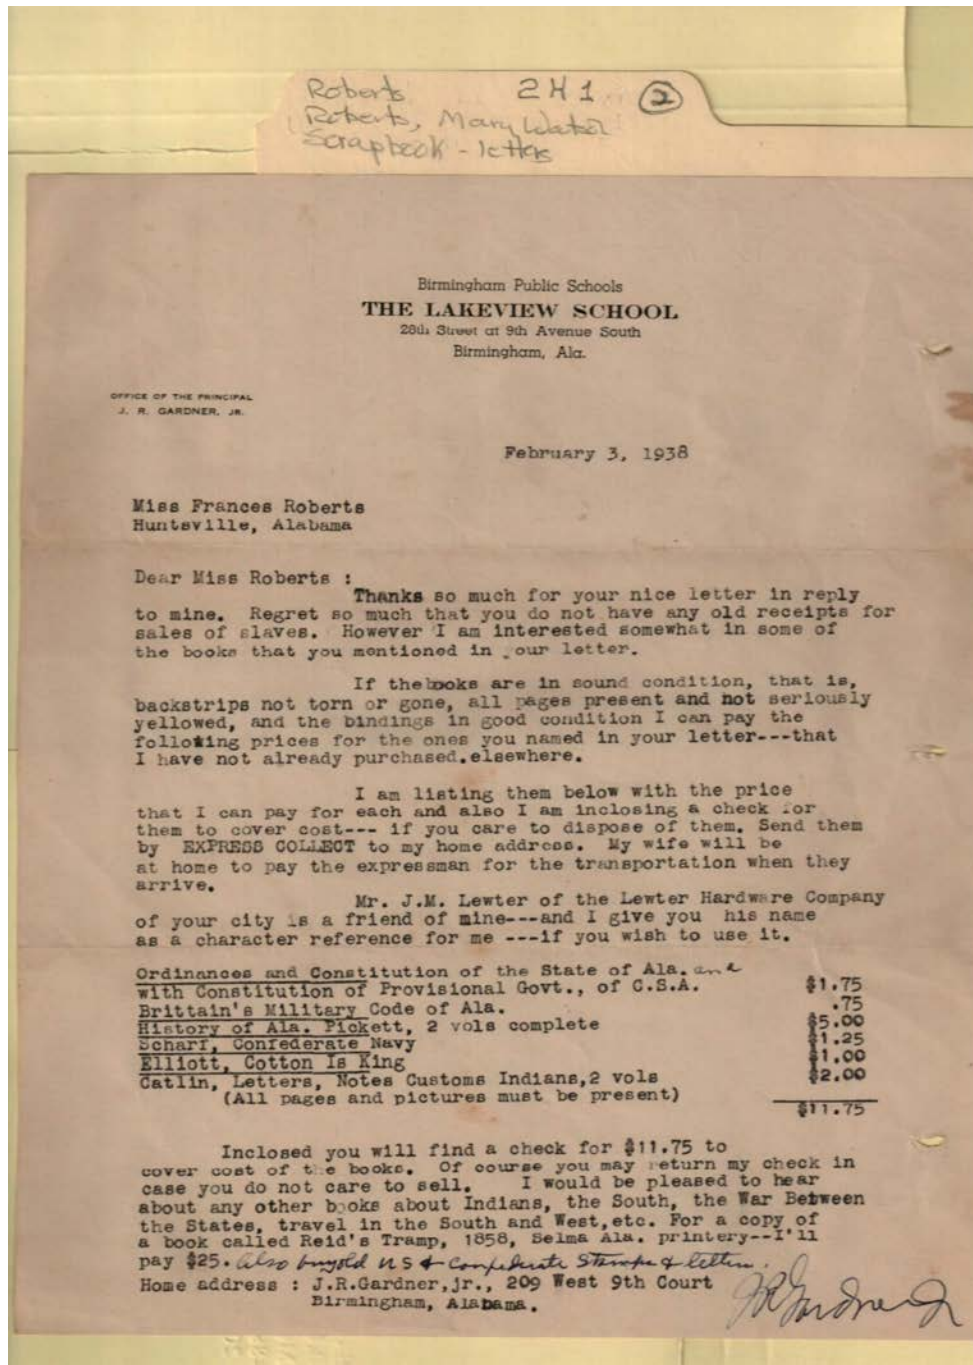 Roberts 2H1 2
Roberts, Mary
Scrapbook - letters
Birmingham Public Schools
THE LAKEVIEW SCHOOL
28th Street at 9th Avenue South
Birmingham, Ala.
OFFICE OF THE PRINCIPAL
J. R. GARDNER, JR.
February 3, 1938
Miss Frances Roberts
Huntsville, Alabama
Dear Miss Roberts :
Thanks so much for your nice letter in reply
to mine. Regret so much that you do not have any old receipts for
sales of slaves. However I am interested somewhat in some of
the books that you mentioned in our letter.
If thebooks are in sound condition, that is,
backstrips not torn or gone, all pages present and not seriously
yellowed, and the bindings in good condition I can pay the
following prices for the ones you named in your letter---that
I have not already purchased.elsewhere.
I am listing them below with the price
that I can pay for each and also I am inclosing a check for
them to cover cost--- if you care to dispose of them. Send them
by EXPRESS COLLECT to my home address. My wife will be
at home to pay the expressman for the transportation when they
arrive.
Mr. J.M. Lewter of the Lewter Hardware Company
of your city is a friend of mine---and I give you his name
as a character reference for me ---if you wish to use it.
Ordinances and Constitution of the State of Ala. and
with Constitution of Provisional Govt., of C.S.A. $1.75
Brittain's Military Code of Ala. .75
History of Ala. Pickett, 2 vols complete $5.00
Scharf, Confederate Navy $1.25
Elliott, Cotton Is King $1.00
Catlin, Letters, Notes Customs Indians,2 vols $2.00
(All pages and pictures must be present)
$11.75
Inclosed you will find a check for $11.75 to
cover cost of the books. Of course you may return my check in
case you do not care to sell. I would be pleased to hear
about any other books about Indians, the South, the War Between
the States, travel in the South and West,etc. For a copy of
a book called Reid's Tramp, 1858, Selma Ala. printery--I'll
pay $25. Also buy old US & Confederate Stamps & letters.
Home address : J.R.Gardner,jr., 209 West 9th Court
Birmingham, Alabama.
JR Gardner Jr